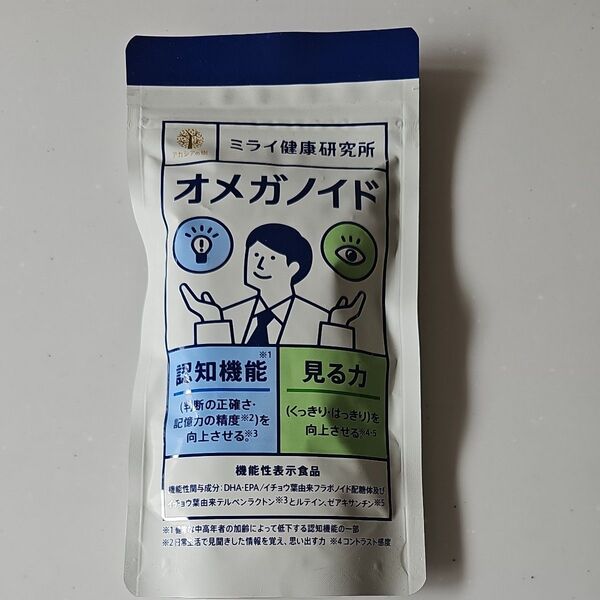 アカシアの樹
ミライ健康研究所
オメガノイド
認知機能※1
(判断の正確さ・
記憶力の精度※2)を
向上させる※3。
見る力
(くっきり・はっきり)を
向上させる※4・5
機能性表示食品
機能性関与成分:DHA・EPA/イチョウ葉由来フラボノイド配糖体及び
イチョウ葉由来テルペンラクトン※3とルテイン、ゼアキサンチン※5
※1 中高年者の加齢によって低下する認知機能の一部
※2 日常生活で見聞きした情報を覚え、思い出す力 ※4 コントラスト感度